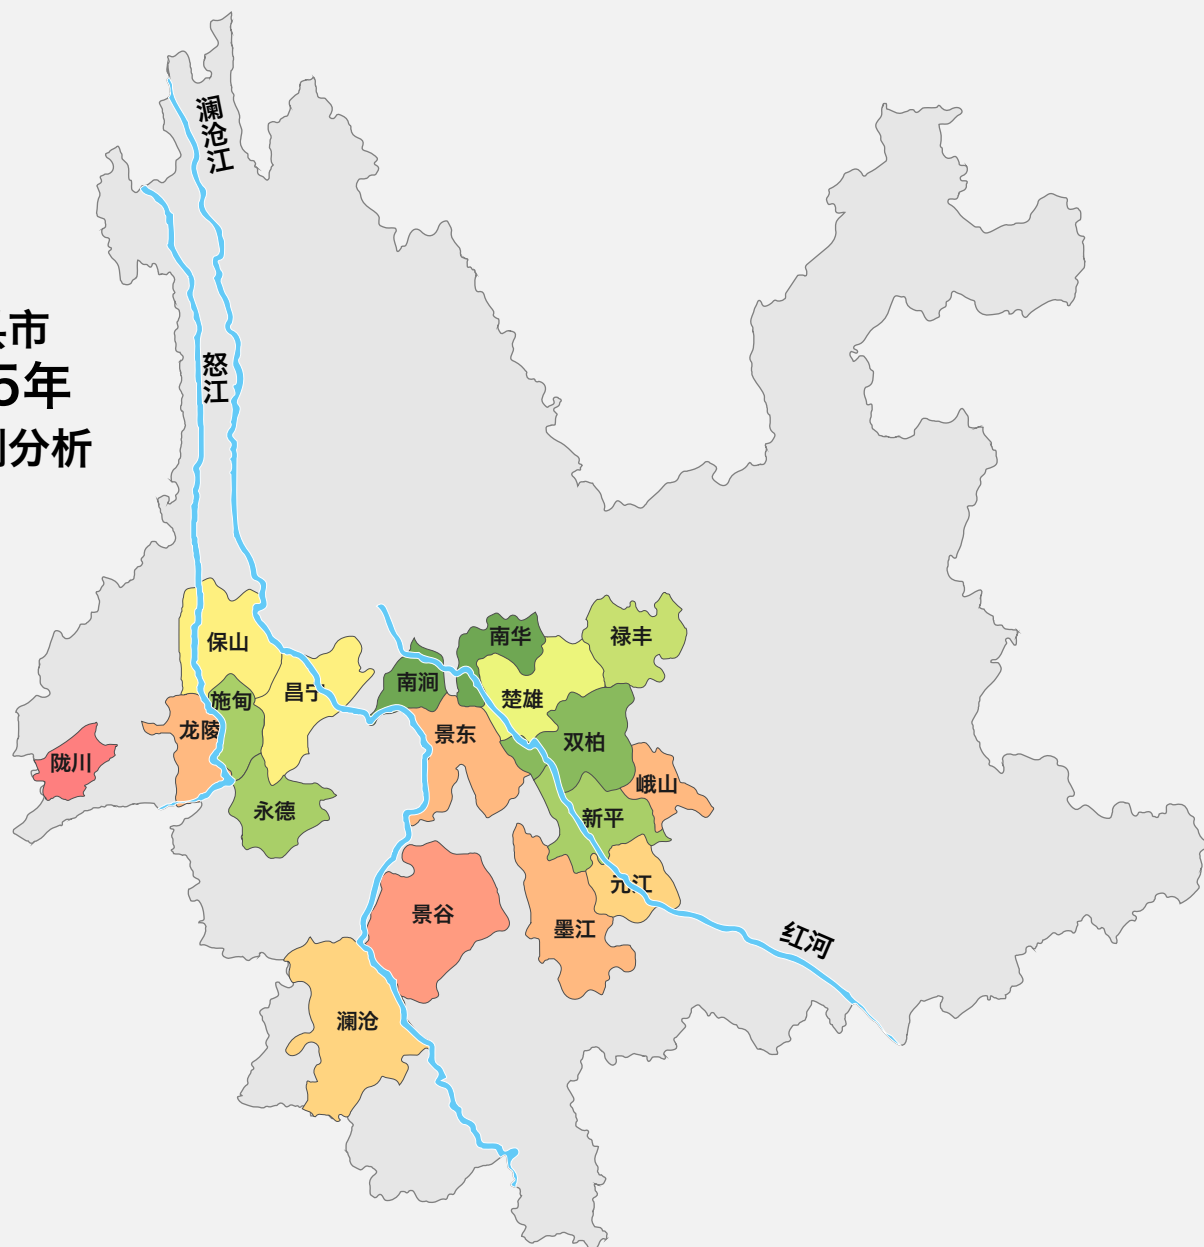 澜沧江
市
5年
分析
怒江
保山
南华
禄丰
施甸
昌宁
南涧
楚雄
龙陵
景东
双柏
陇川
峨山
永德
新平
元江
景谷
墨江
红河
澜沧